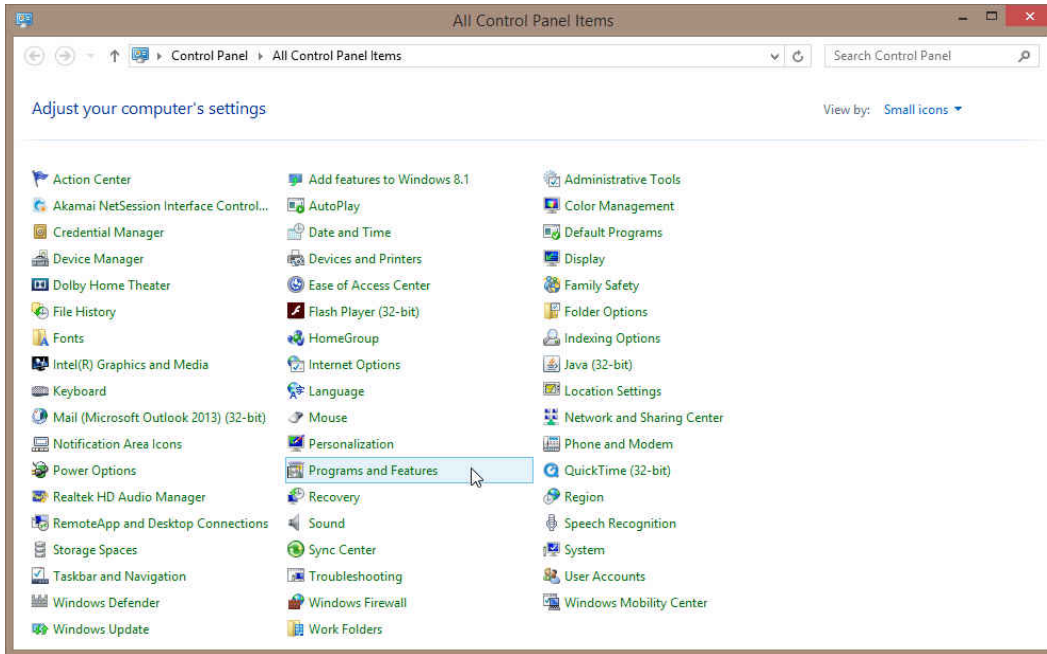 All Control Panel Items
Control Panel All Control Panel Items
Search Control Panel
Adjust your computer's settings
View by: Small icons
Action Center Add features to Windows 8.1 Administrative Tools
Akamai NetSession Interface Control... AutoPlay Color Management
Credential Manager Date and Time Default Programs
Device Manager Devices and Printers Display
Dolby Home Theater Ease of Access Center Family Safety
File History Flash Player (32-bit) Folder Options
Fonts HomeGroup Indexing Options
Intel(R) Graphics and Media Internet Options Java (32-bit)
Keyboard Language Location Settings
Mail (Microsoft Outlook 2013) (32-bit) Mouse Network and Sharing Center
Notification Area Icons Personalization Phone and Modem
Power Options Programs and Features QuickTime (32-bit)
Realtek HD Audio Manager Recovery Region
RemoteApp and Desktop Connections Sound Speech Recognition
Storage Spaces Sync Center System
Taskbar and Navigation Troubleshooting User Accounts
Windows Defender Windows Firewall Windows Mobility Center
Windows Update Work Folders